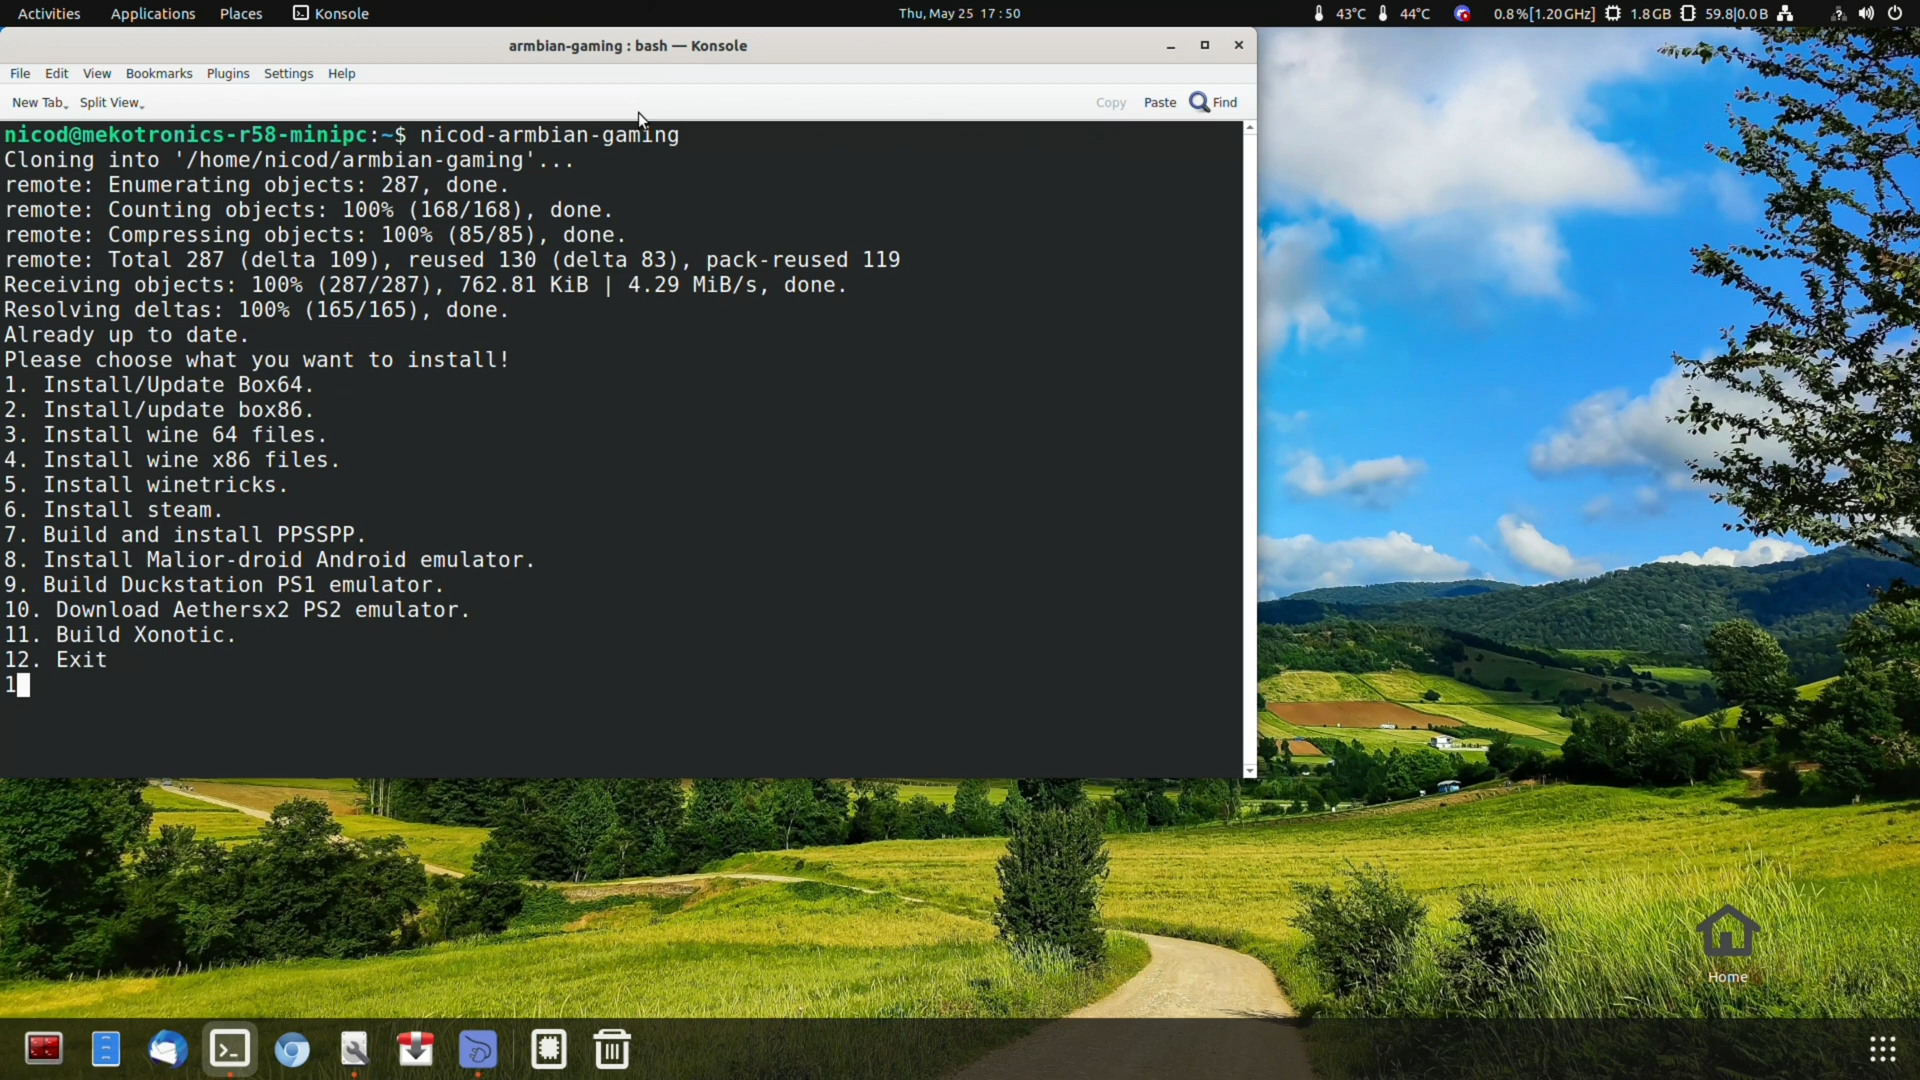 Activities Applications Places Konsole Thu, May 25 17:50 43°C 44°C 0.8%[1.20GHz] 1.8GB 59.8|0.0B
armbian-gaming : bash — Konsole
File Edit View Bookmarks Plugins Settings Help
New Tab Split View Copy Paste Find
nicod@mekotronics-r58-minipc:~$ nicod-armbian-gaming
Cloning into '/home/nicod/armbian-gaming'...
remote: Enumerating objects: 287, done.
remote: Counting objects: 100% (168/168), done.
remote: Compressing objects: 100% (85/85), done.
remote: Total 287 (delta 109), reused 130 (delta 83), pack-reused 119
Receiving objects: 100% (287/287), 762.81 KiB | 4.29 MiB/s, done.
Resolving deltas: 100% (165/165), done.
Already up to date.
Please choose what you want to install!
1. Install/Update Box64.
2. Install/update box86.
3. Install wine 64 files.
4. Install wine x86 files.
5. Install winetricks.
6. Install steam.
7. Build and install PPSSPP.
8. Install Malior-droid Android emulator.
9. Build Duckstation PS1 emulator.
10. Download Aethersx2 PS2 emulator.
11. Build Xonotic.
12. Exit
1
Home